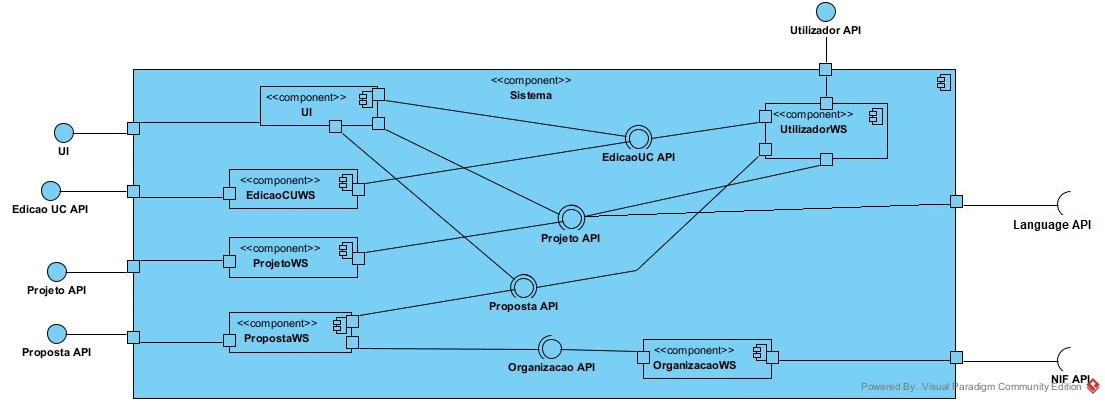 Utilizador API
<<component>>
Sistema
<<component>>
UI
<<component>>
UtilizadorWS
UI
EdicaoUC API
<<component>>
EdicaoCUWS
Edicao UC API
Language API
Projeto API
<<component>>
ProjetoWS
Projeto API
Proposta API
<<component>>
PropostaWS
Proposta API
Organizacao API
<<component>>
OrganizacaoWS
NIF API
Powered By: Visual Paradigm Community Edition